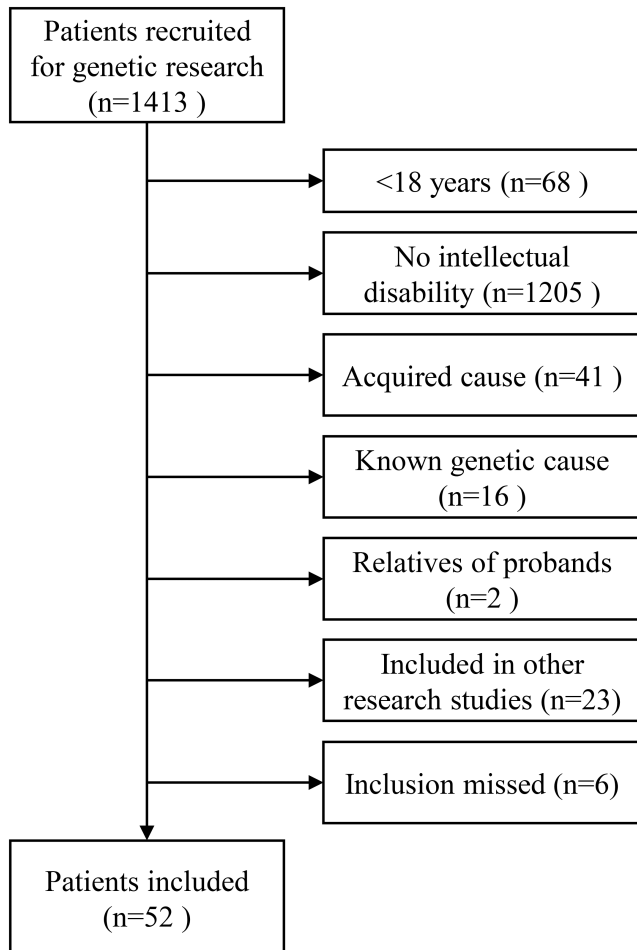 Patients recruited
for genetic research
(n=1413 )
<18 years (n=68 )
No intellectual
disability (n=1205 )
Acquired cause (n=41 )
Known genetic cause
(n=16 )
Relatives of probands
(n=2 )
Included in other
research studies (n=23)
Inclusion missed (n=6)
Patients included
(n=52 )